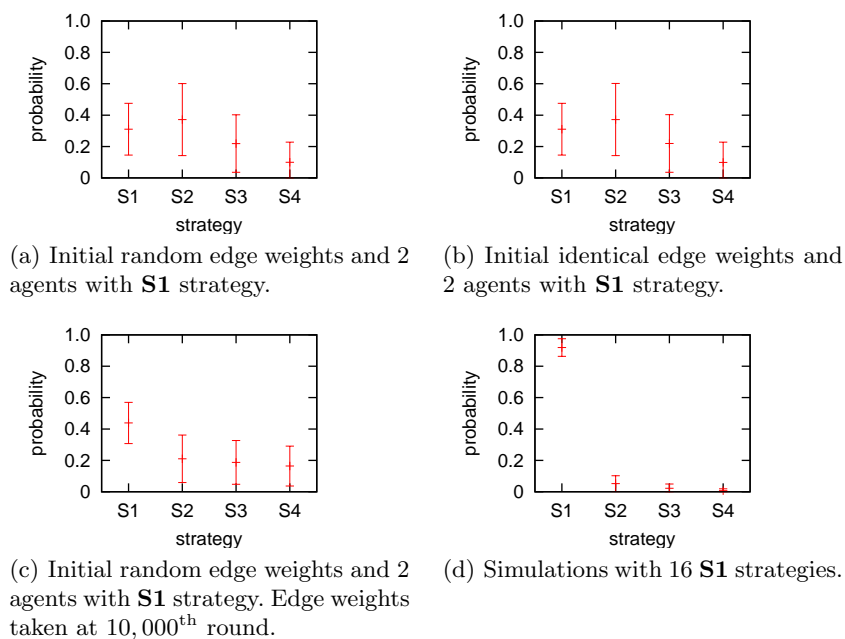 1.0
0.8
0.6
0.4
0.2
0
probability
S1 S2 S3 S4
strategy
(a) Initial random edge weights and 2
agents with S1 strategy.
1.0
0.8
0.6
0.4
0.2
0
probability
S1 S2 S3 S4
strategy
(b) Initial identical edge weights and
2 agents with S1 strategy.
1.0
0.8
0.6
0.4
0.2
0
probability
S1 S2 S3 S4
strategy
(c) Initial random edge weights and 2
agents with S1 strategy. Edge weights
taken at 10,000th round.
1.0
0.8
0.6
0.4
0.2
0
probability
S1 S2 S3 S4
strategy
(d) Simulations with 16 S1 strategies.